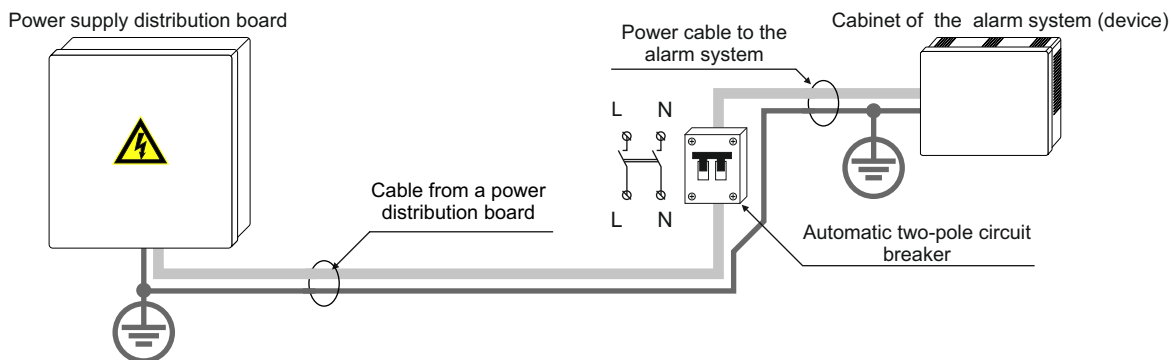 Power supply distribution board
Cabinet of the alarm system (device)
Power cable to the
alarm system
L N
L N
Cable from a power
distribution board
Automatic two-pole circuit
breaker